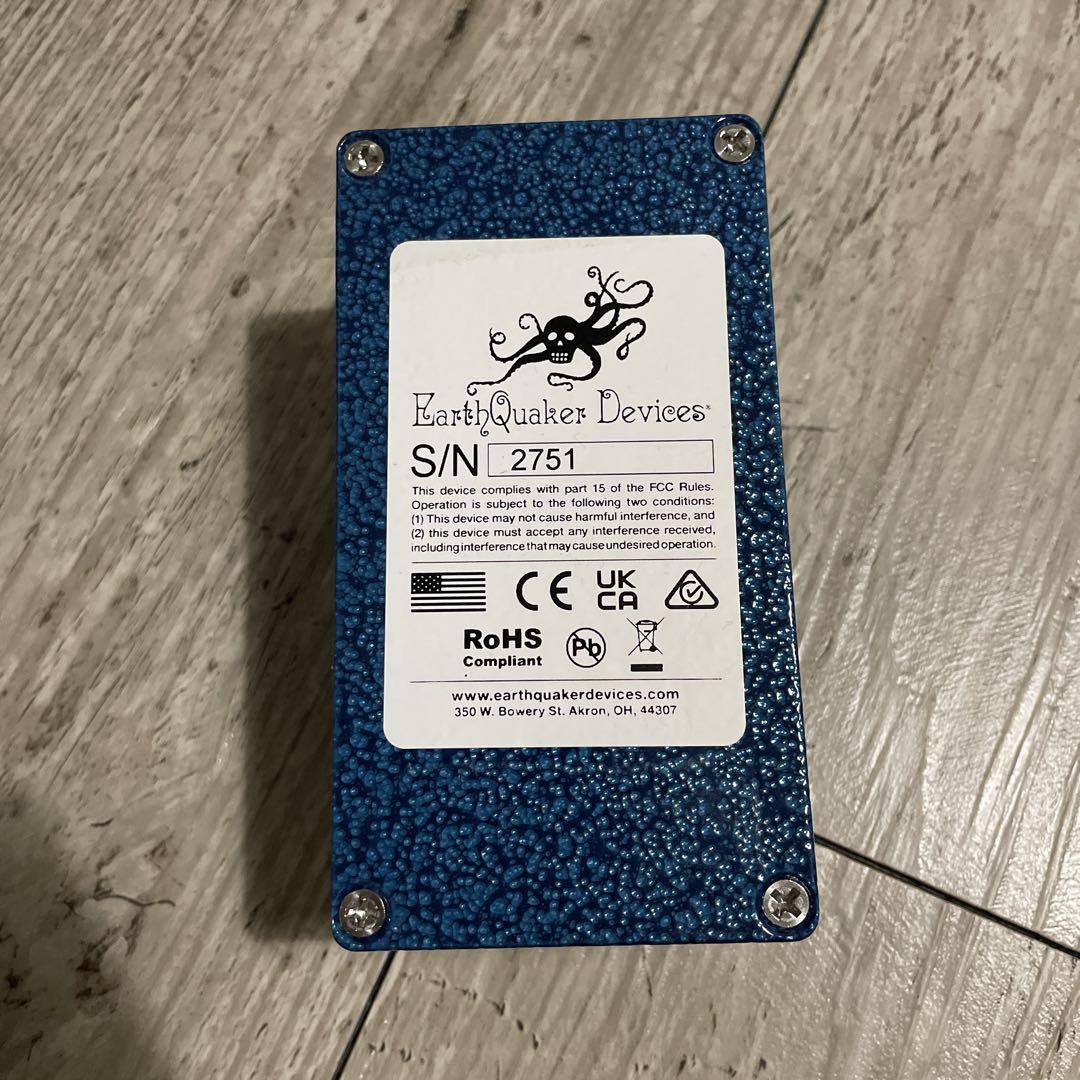 EarthQuaker Devices®
S/N 2751
This device complies with part 15 of the FCC Rules.
Operation is subject to the following two conditions:
(1) This device may not cause harmful interference, and
(2) this device must accept any interference received,
including interference that may cause undesired operation.
CE UK
CA
RoHS
Compliant Pb
www.earthquakerdevices.com
350 W. Bowery St. Akron, OH, 44307